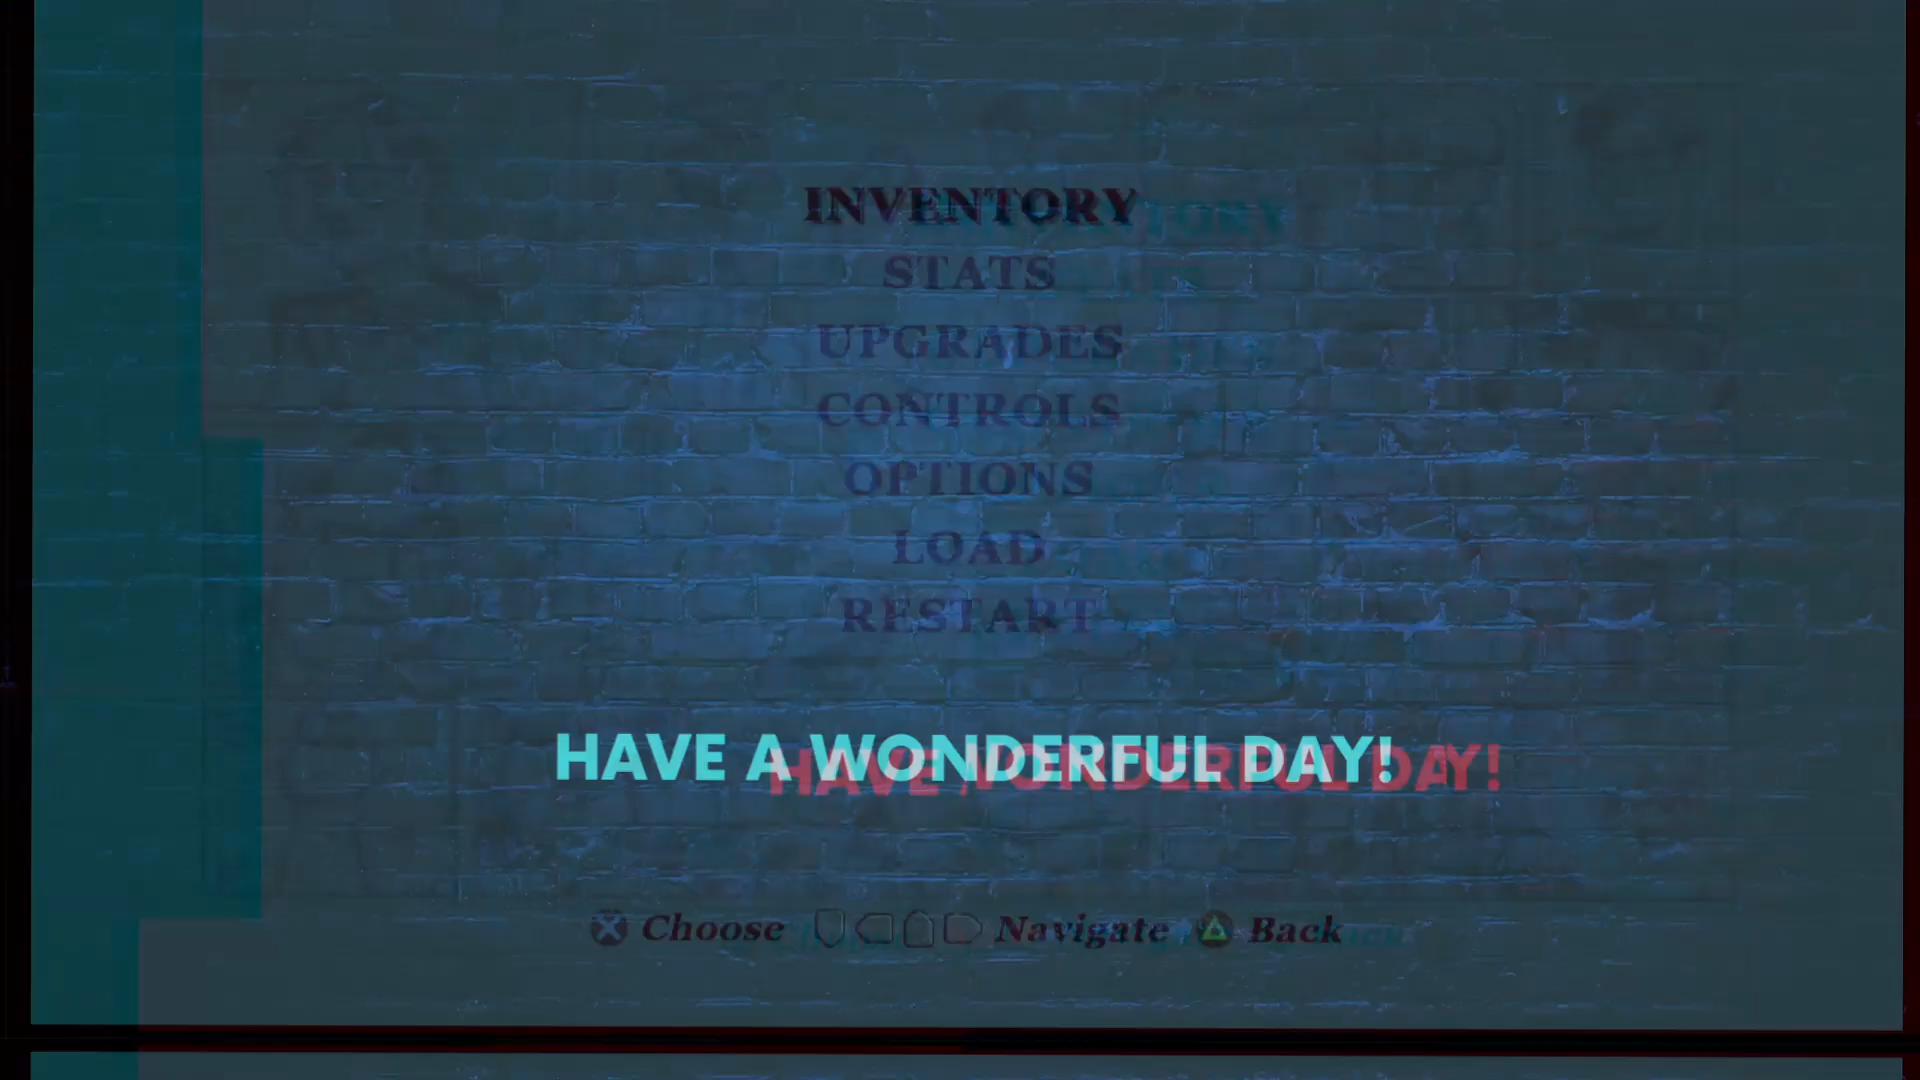 INVENTORY
STATS
UPGRADES
CONTROLS
OPTIONS
LOAD
RESTART
HAVE A WONDERFUL DAY!
Choose Navigate Back